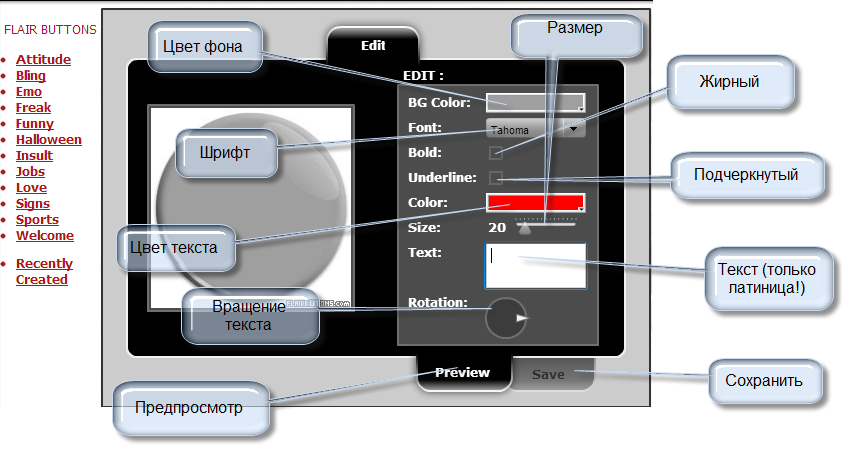 FLAIR BUTTONS
Attitude
Bling
Emo
Freak
Funny
Halloween
Insult
Jobs
Love
Signs
Sports
Welcome
Recently
Created
Edit
EDIT :
BG Color:
Font:
Tahoma
Bold:
Underline:
Color:
Size:
20
Text:
Rotation:
Preview
Save
Цвет фона
Размер
Жирный
Шрифт
Подчеркнутый
Цвет текста
Текст (только
латиница!)
Вращение
текста
Сохранить
Предпросмотр